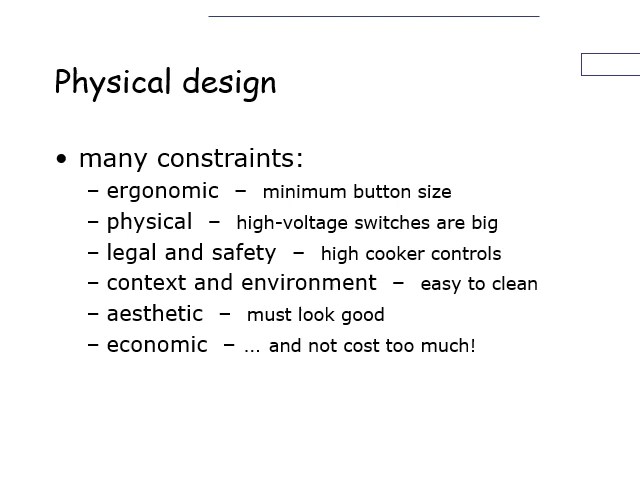 Physical design
• many constraints:
– ergonomic – minimum button size
– physical – high-voltage switches are big
– legal and safety – high cooker controls
– context and environment – easy to clean
– aesthetic – must look good
– economic – … and not cost too much!